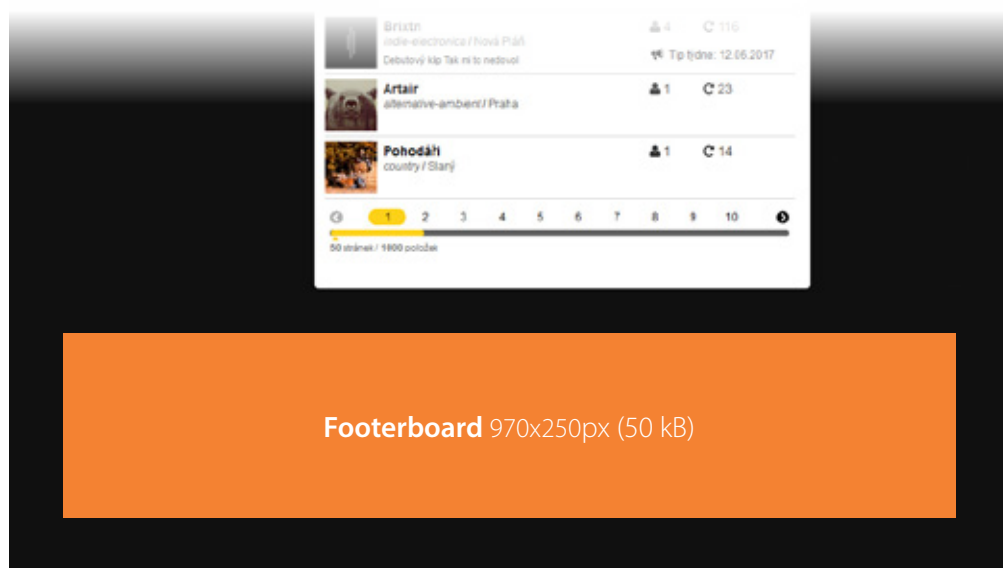 Brixtn
indie-electronica / Nová Pláň
Debutový klip Tak mi to nedovol
4 116
Tip týdne: 12.06.2017
Artair
alternative-ambient / Praha
1 23
Pohodáři
country / Slaný
1 14
1 2 3 4 5 6 7 8 9 10
50 stránek / 1000 položek
Footerboard 970x250px (50 kB)